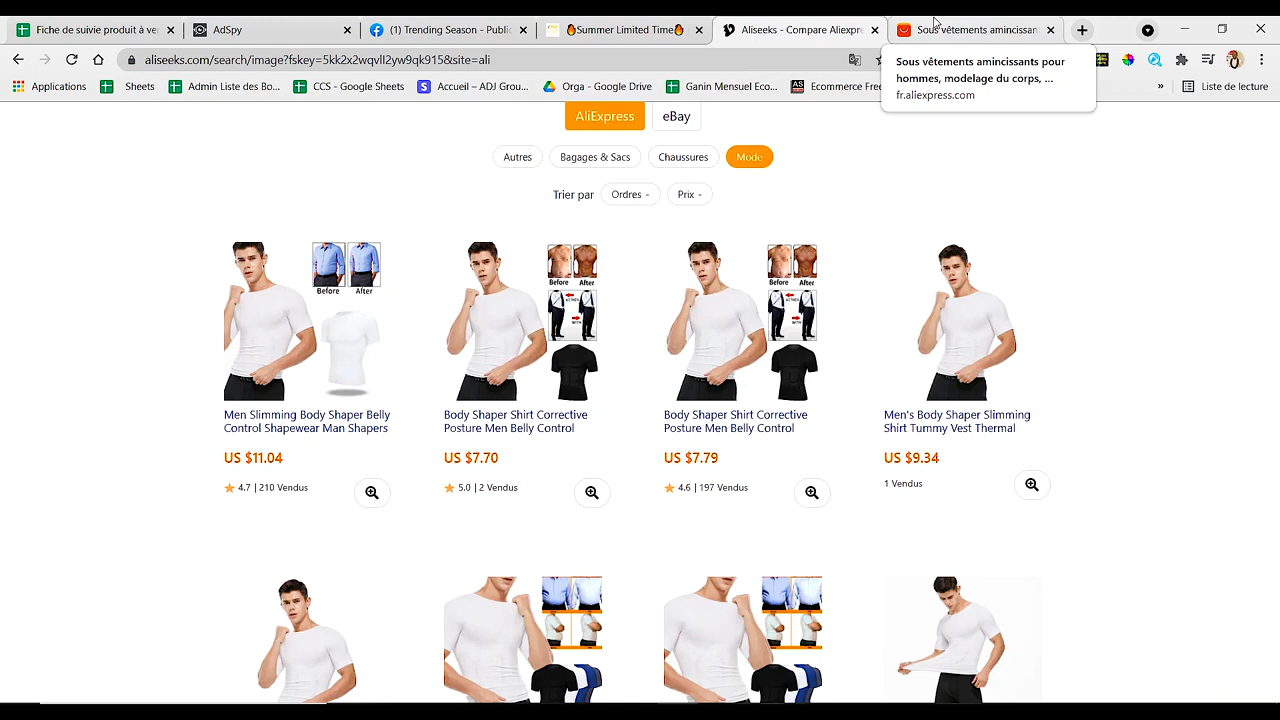 Fiche de suivie produit à ve
AdSpy
(1) Trending Season - Public
🔥Summer Limited Time🔥
Aliseeks - Compare Aliexpre
Sous vêtements amincissant
aliseeks.com/search/image?fskey=
&site=ali
Sous vêtements amincissants pour
hommes, modelage du corps, ...
fr.aliexpress.com
Applications
Sheets
Admin Liste des Bo...
CCS - Google Sheets
Accueil – ADJ Grou...
Orga - Google Drive
Ganin Mensuel Eco...
Ecommerce Free
»
Liste de lecture
AliExpress
eBay
Autres
Bagages & Sacs
Chaussures
Mode
Trier par
Ordres -
Prix -
Before After
Before After
WITH
Before After
WITH
Men Slimming Body Shaper Belly
Control Shapewear Man Shapers
Body Shaper Shirt Corrective
Posture Men Belly Control
Body Shaper Shirt Corrective
Posture Men Belly Control
Men's Body Shaper Slimming
Shirt Tummy Vest Thermal
US $11.04
US $7.70
US $7.79
US $9.34
4.7 | 210 Vendus
5.0 | 2 Vendus
4.6 | 197 Vendus
1 Vendus